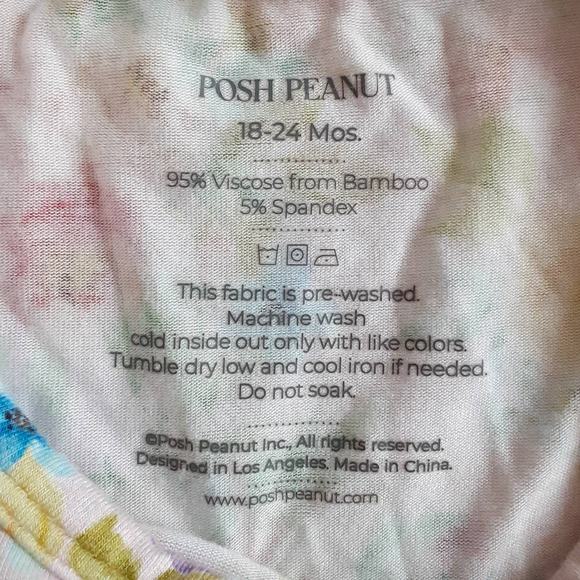 POSH PEANUT
18-24 Mos.
95% Viscose from Bamboo
5% Spandex
This fabric is pre-washed.
Machine wash
cold inside out only with like colors.
Tumble dry low and cool iron if needed.
Do not soak.
©Posh Peanut Inc., All rights reserved.
Designed in Los Angeles. Made in China.
www.poshpeanut.com